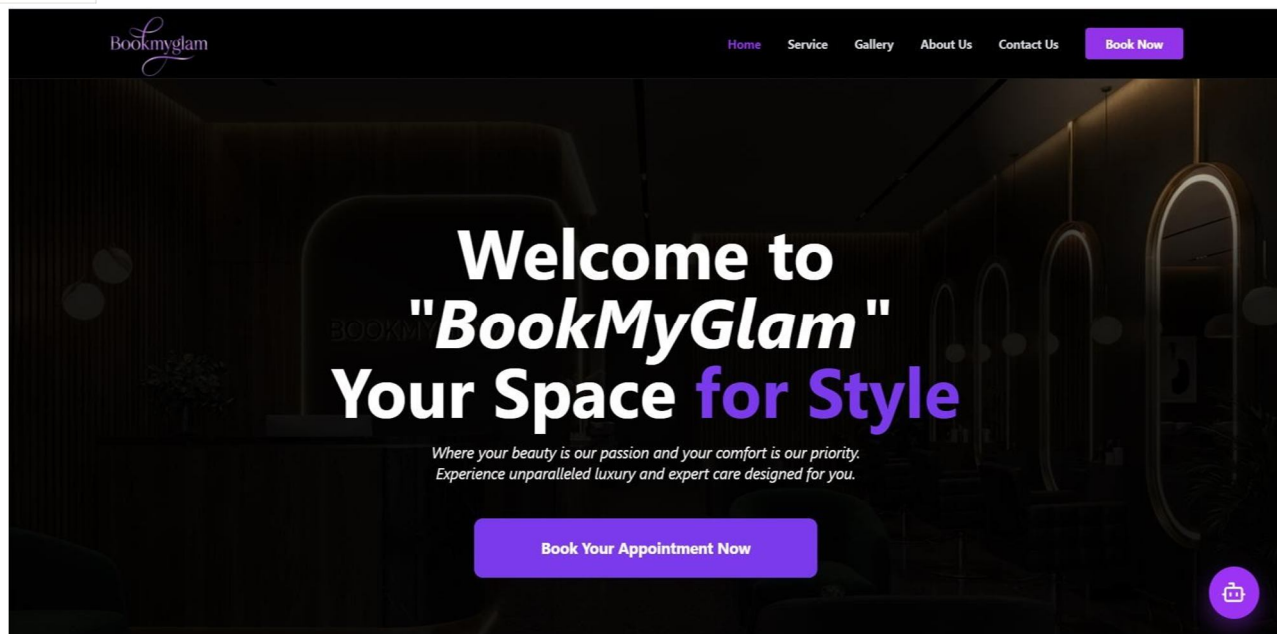 Bookmyglam
Home
Service
Gallery
About Us
Contact Us
Book Now
BOOKMY
Welcome to
"BookMyGlam"
Your Space for Style
Where your beauty is our passion and your comfort is our priority.
Experience unparalleled luxury and expert care designed for you.
Book Your Appointment Now